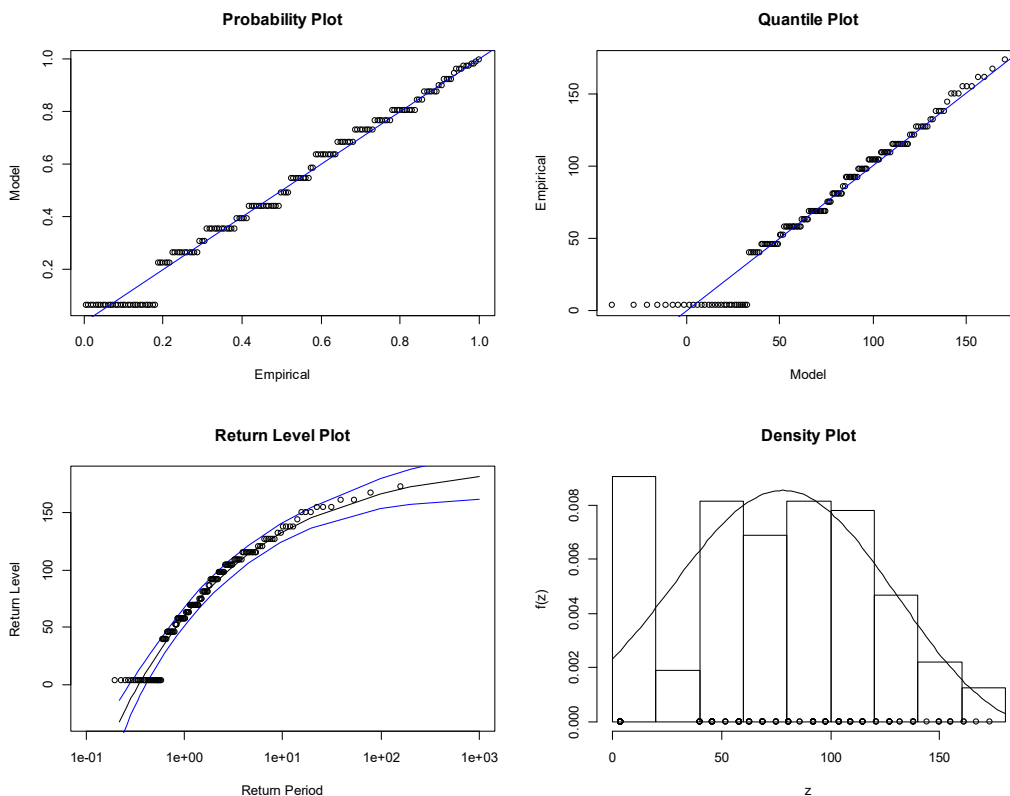 Probability Plot
Model
0.2 0.4 0.6 0.8 1.0
0.0 0.2 0.4 0.6 0.8 1.0
Empirical
Quantile Plot
Empirical
0 50 100 150
0 50 100 150
Model
Return Level Plot
Return Level
0 50 100 150
1e-01 1e+00 1e+01 1e+02 1e+03
Return Period
Density Plot
f(z)
0.000 0.002 0.004 0.006 0.008
0 50 100 150
z